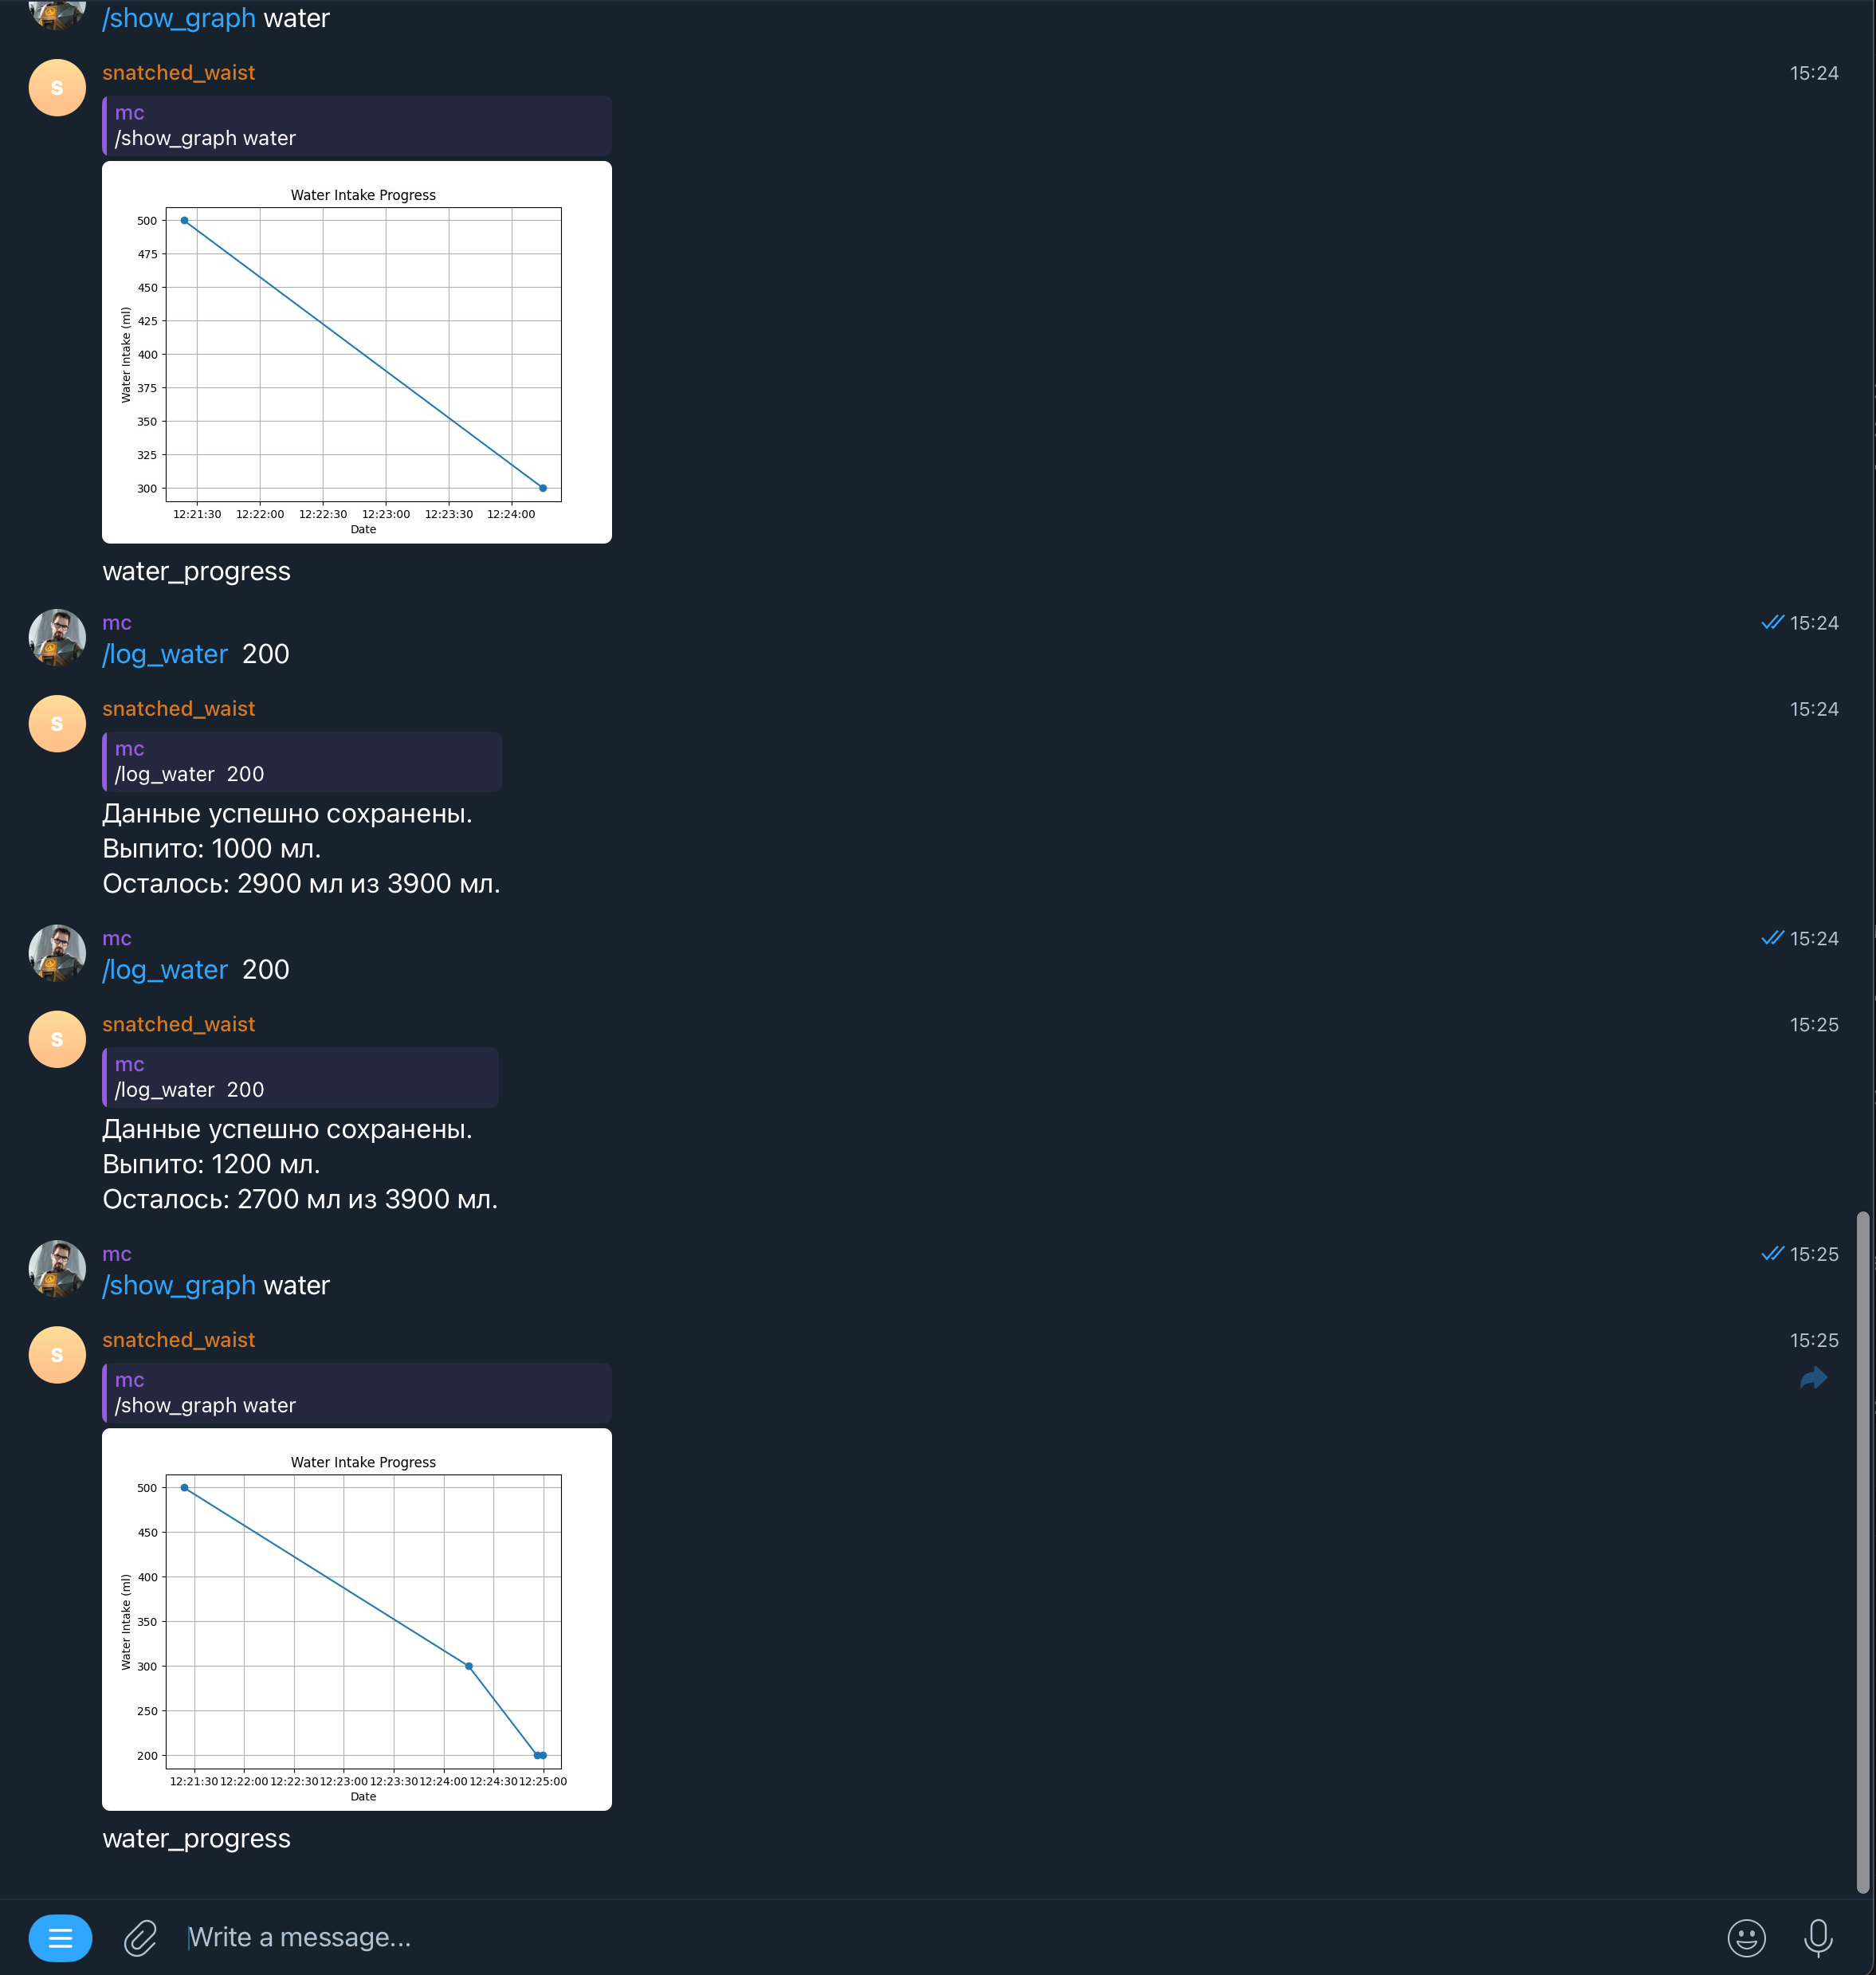 /show_graph water
snatched_waist 15:24
S
mc
/show_graph water
Water Intake Progress
500
475
450
425
400
375
350
325
300
Water Intake (ml)
12:21:30 12:22:00 12:22:30 12:23:00 12:23:30 12:24:00
Date
water_progress
mc 15:24
/log_water 200
snatched_waist 15:24
S
mc
/log_water 200
Данные успешно сохранены.
Выпито: 1000 мл.
Осталось: 2900 мл из 3900 мл.
mc 15:24
/log_water 200
snatched_waist 15:25
S
mc
/log_water 200
Данные успешно сохранены.
Выпито: 1200 мл.
Осталось: 2700 мл из 3900 мл.
mc 15:25
/show_graph water
snatched_waist 15:25
S
mc
/show_graph water
Water Intake Progress
500
450
400
350
300
250
200
Water Intake (ml)
12:21:30 12:22:00 12:22:30 12:23:00 12:23:30 12:24:00 12:24:30 12:25:00
Date
water_progress
Write a message...